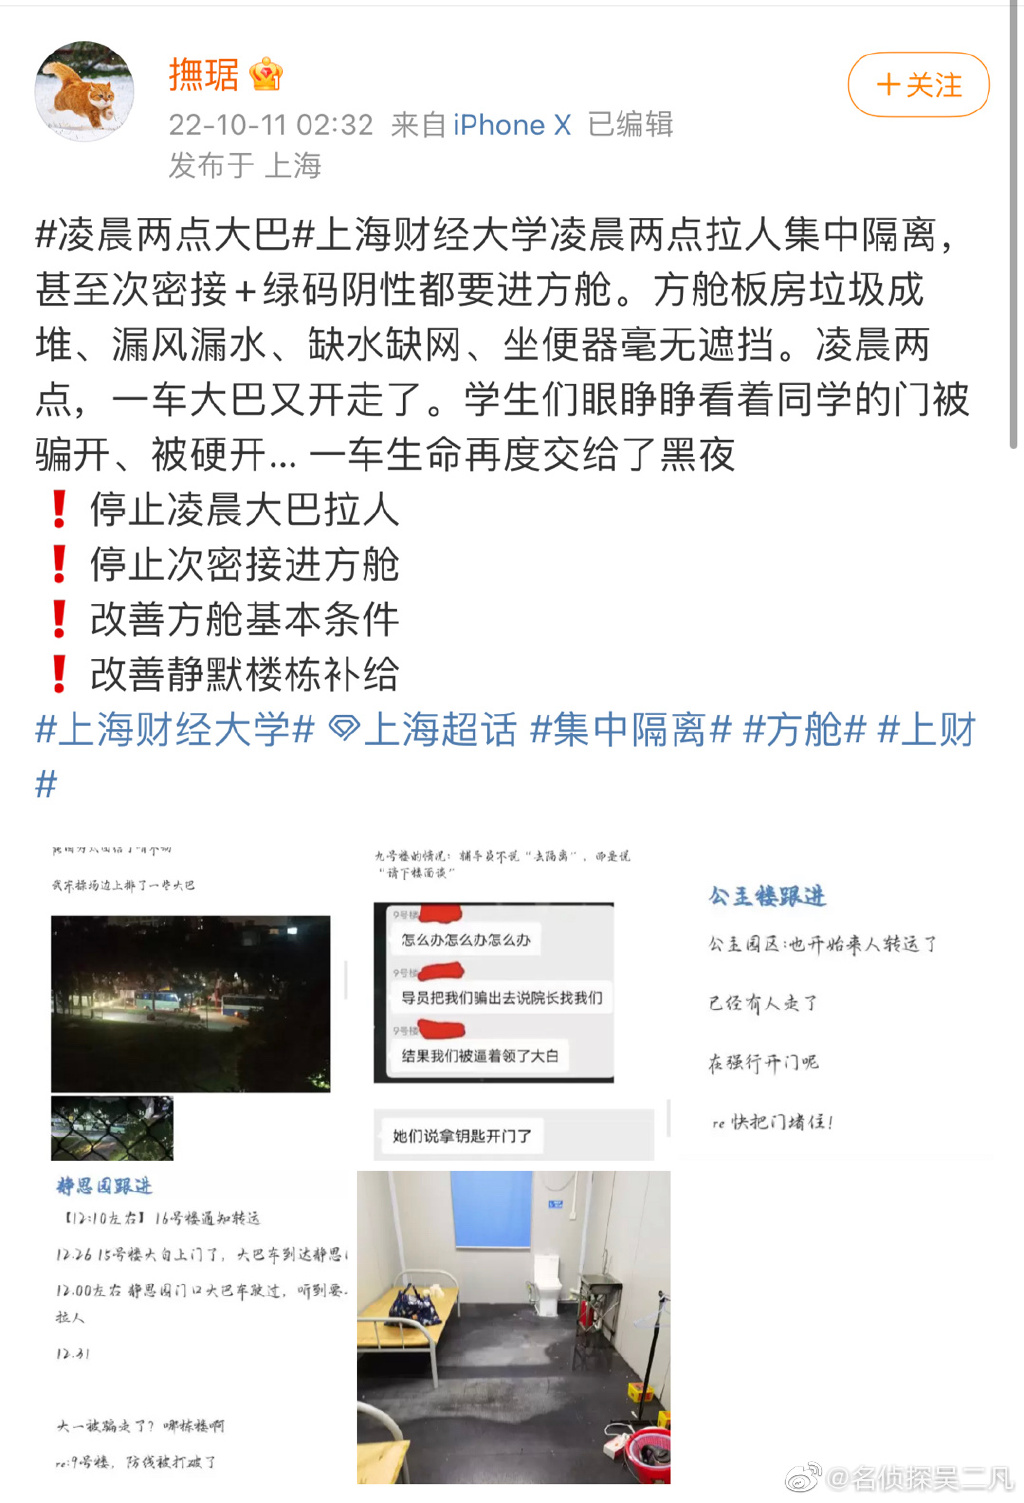 撫琚
+关注
22-10-11 02:32 来自 iPhone X 已编辑
发布于 上海
#凌晨两点大巴#上海财经大学凌晨两点拉人集中隔离，
甚至次密接+绿码阴性都要进方舱。方舱板房垃圾成
堆、漏风漏水、缺水缺网、坐便器毫无遮挡。凌晨两
点，一车大巴又开走了。学生们眼睁睁看着同学的门被
骗开、被硬开... 一车生命再度交给了黑夜
❗停止凌晨大巴拉人
❗停止次密接进方舱
❗改善方舱基本条件
❗改善静默楼栋补给
#上海财经大学# 上海超话 #集中隔离# #方舱# #上财
#
武东操场边上排了一些大巴
九号楼的情况：辅导员不说“去隔离”，而是说
“请下楼面谈”
9号楼
怎么办怎么办怎么办
9号楼
导员把我们骗出去说院长找我们
9号楼
结果我们被逼着领了大白
她们说拿钥匙开门了
公主楼跟进
公主园区:也开始来人转运了
已经有人走了
在强行开门呢
re 快把门堵住！
静思园跟进
【12:10左右】16号楼通知转运
12.26 15号楼大白上门了，大巴车到达静思
12.00左右 静思园门口大巴车驶过，听到要
拉人
12.31
大一被骗走了？哪栋楼啊
re:9号楼，防线被打破了
@名侦探吴二凡